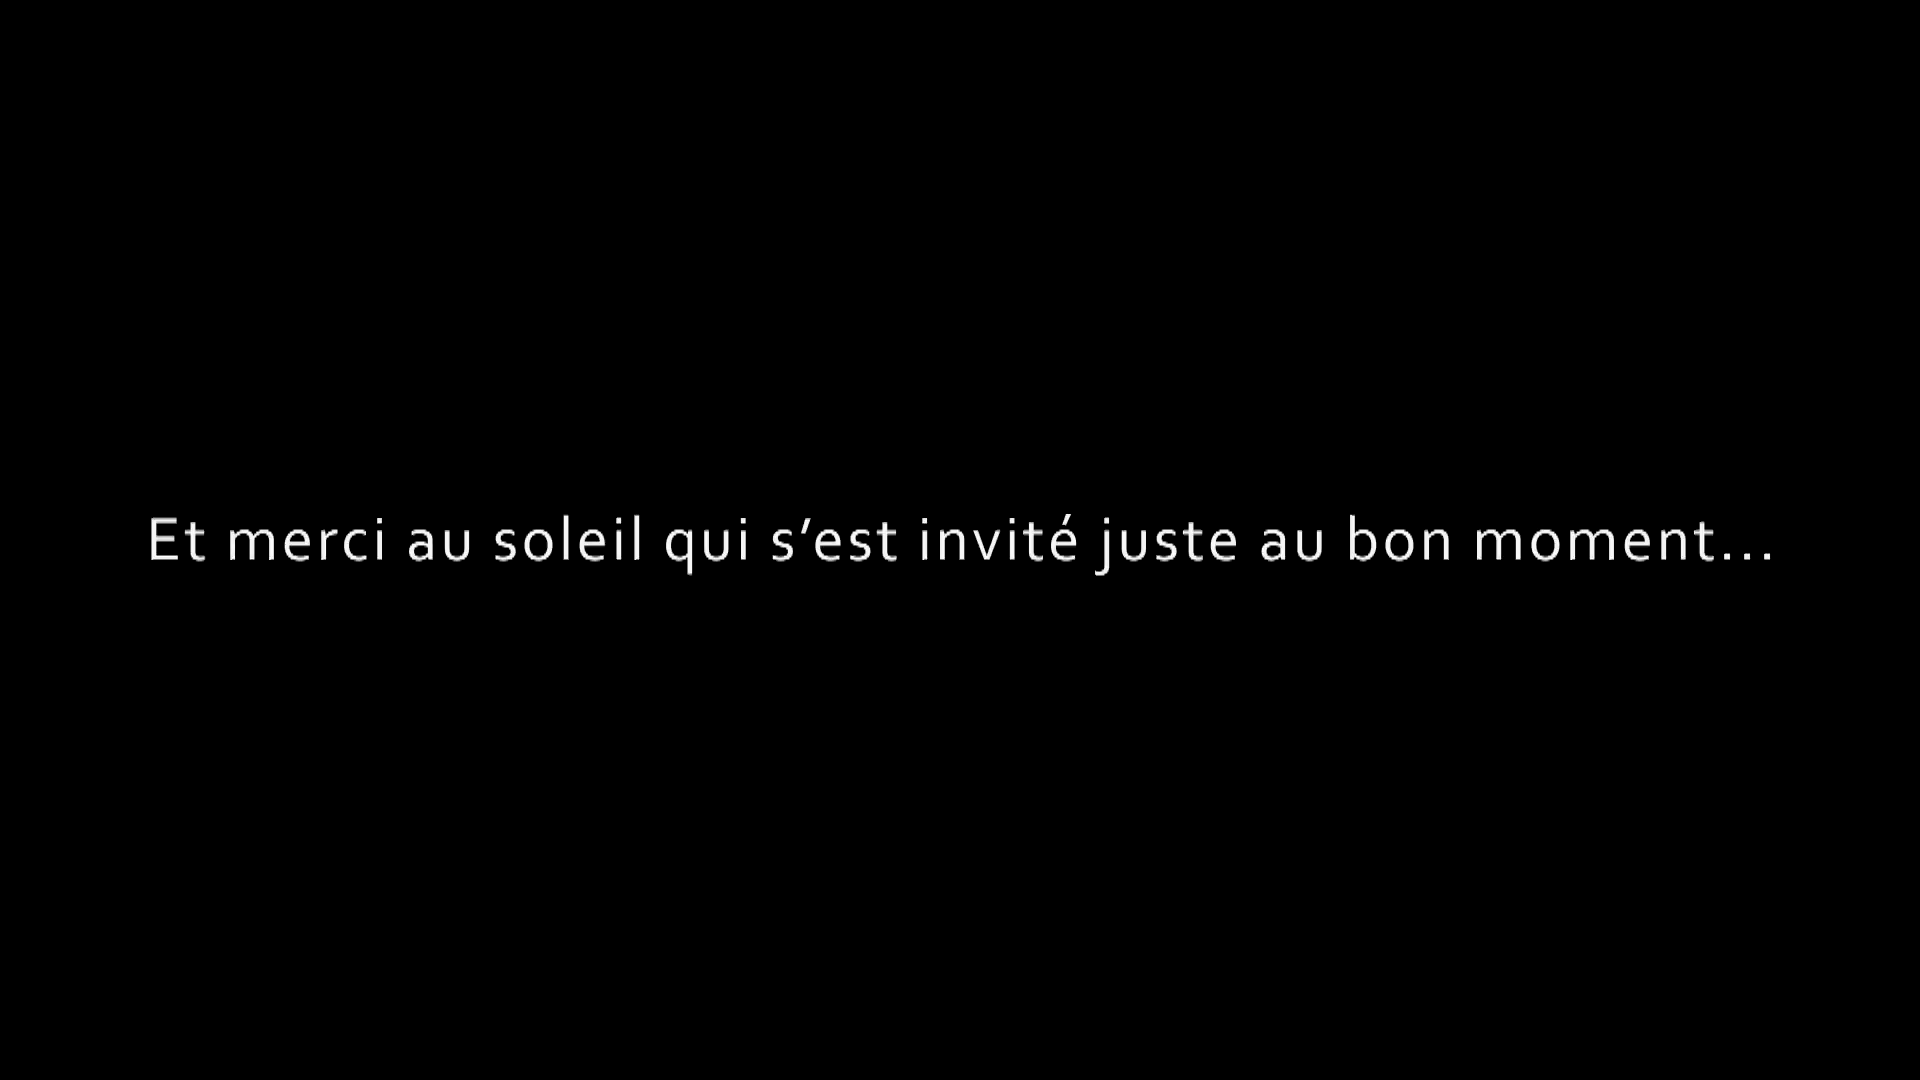 Et merci au soleil qui s’est invité juste au bon moment...